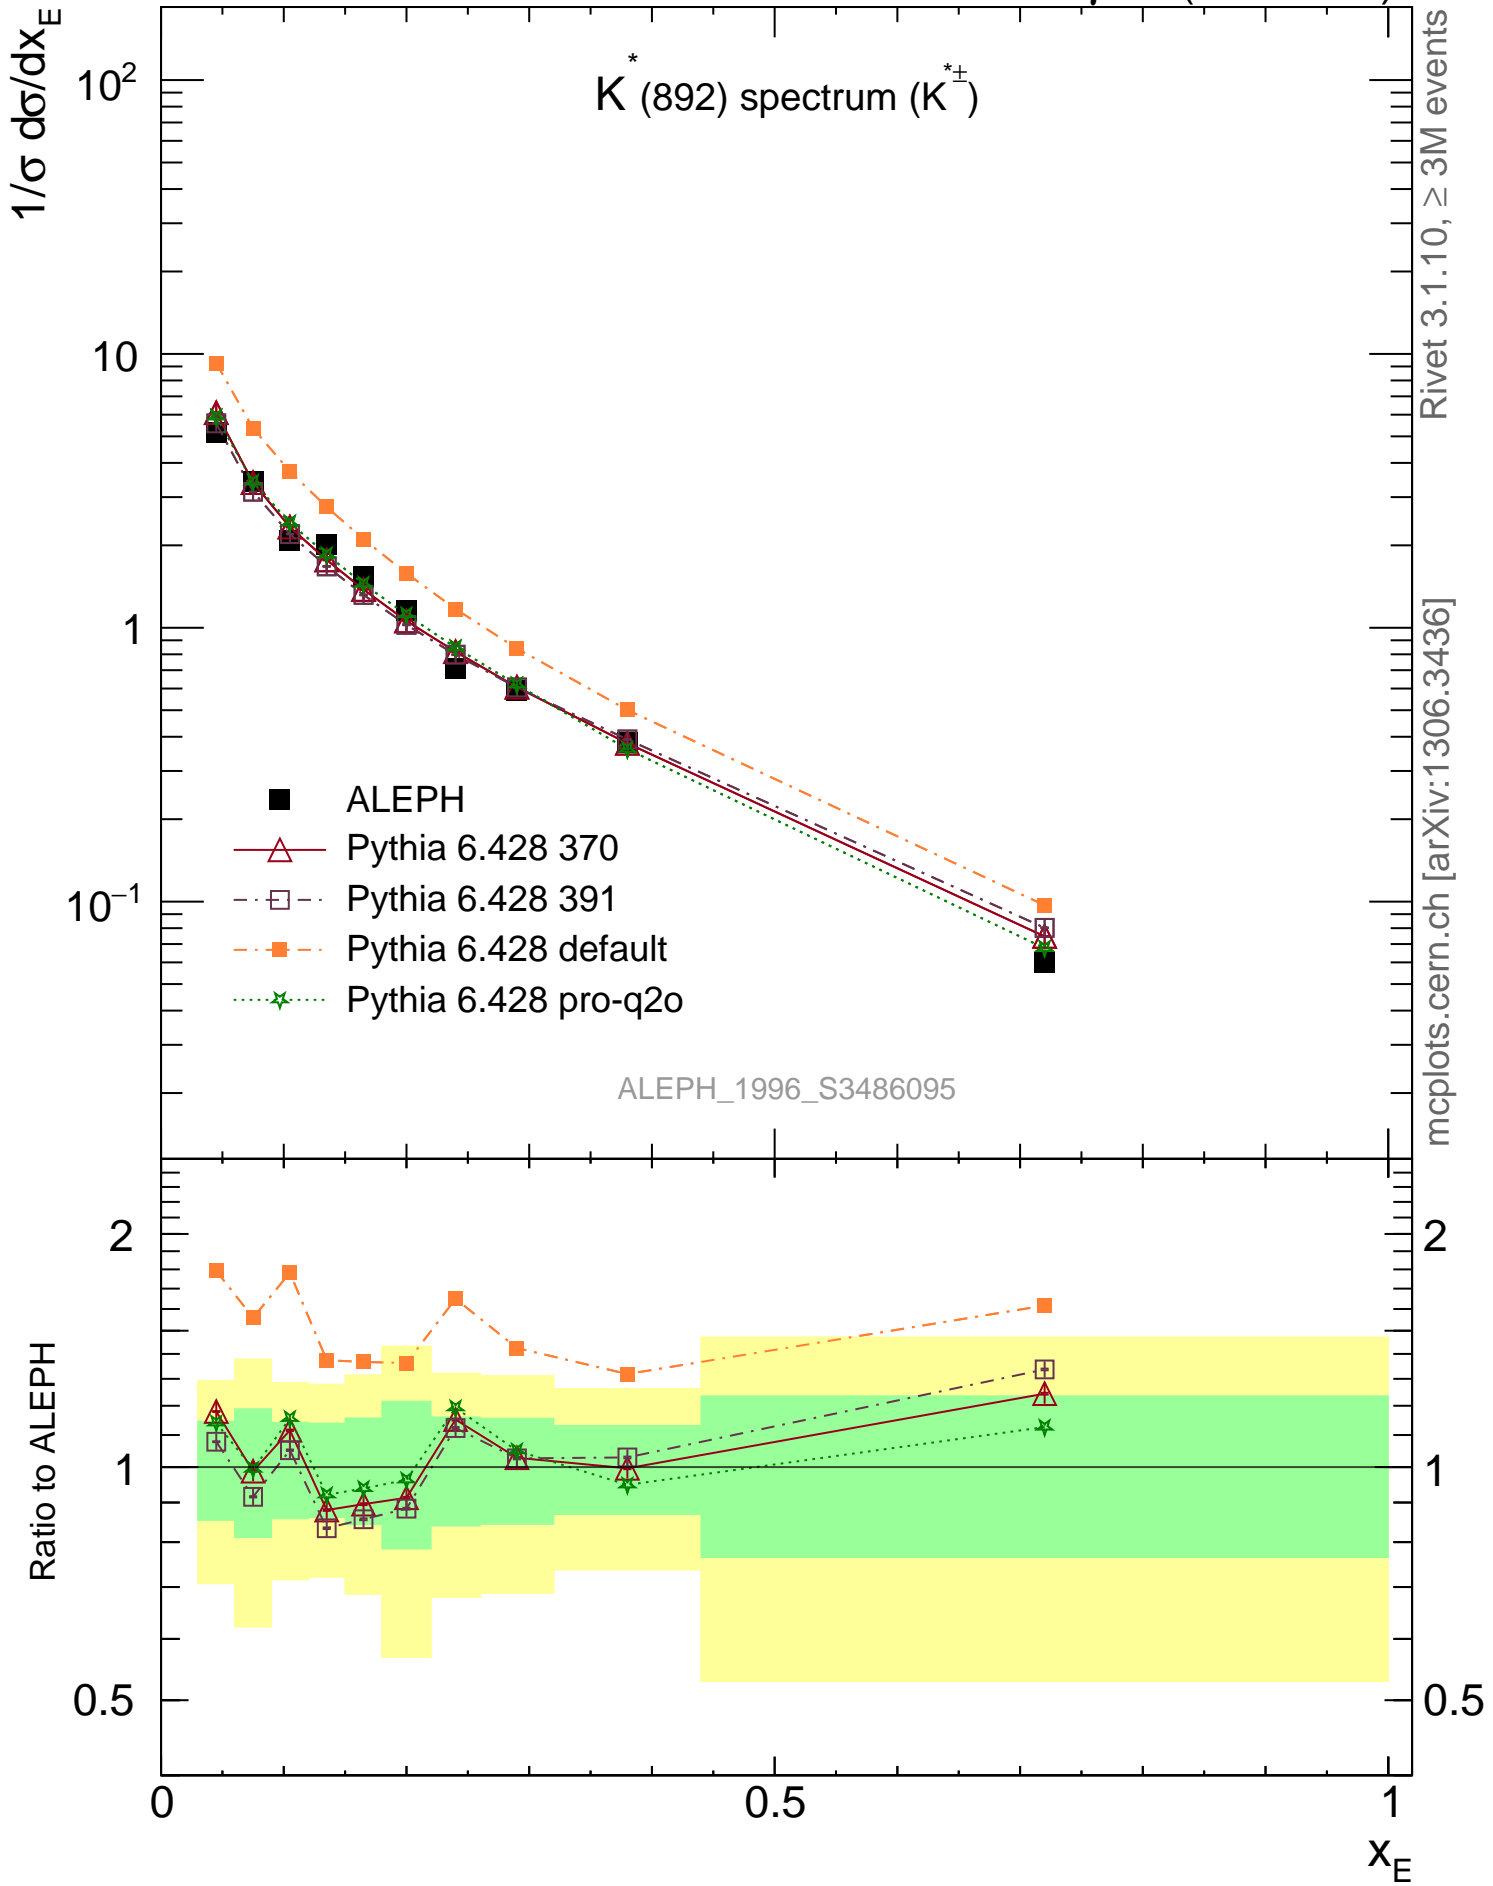 1/σ dσ/dx_E
K*(892) spectrum (K*±)
10²
10
1
10⁻¹
ALEPH
Pythia 6.428 370
Pythia 6.428 391
Pythia 6.428 default
Pythia 6.428 pro-q2o
ALEPH_1996_S3486095
Rivet 3.1.10, ≥ 3M events
mcplots.cern.ch [arXiv:1306.3436]
Ratio to ALEPH
2
1
0.5
2
1
0.5
0
0.5
1
x_E